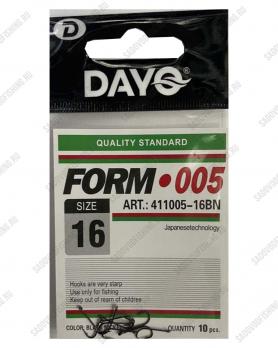 DAYO
QUALITY STANDARD
FORM•005
SIZE
16
ART.: 411005-16BN
Japanesetechnology
Hooks are very starp
Use only for fishing
Keep out of rearn of children
COLOR: BLACK
QUANTITY 10 pcs.